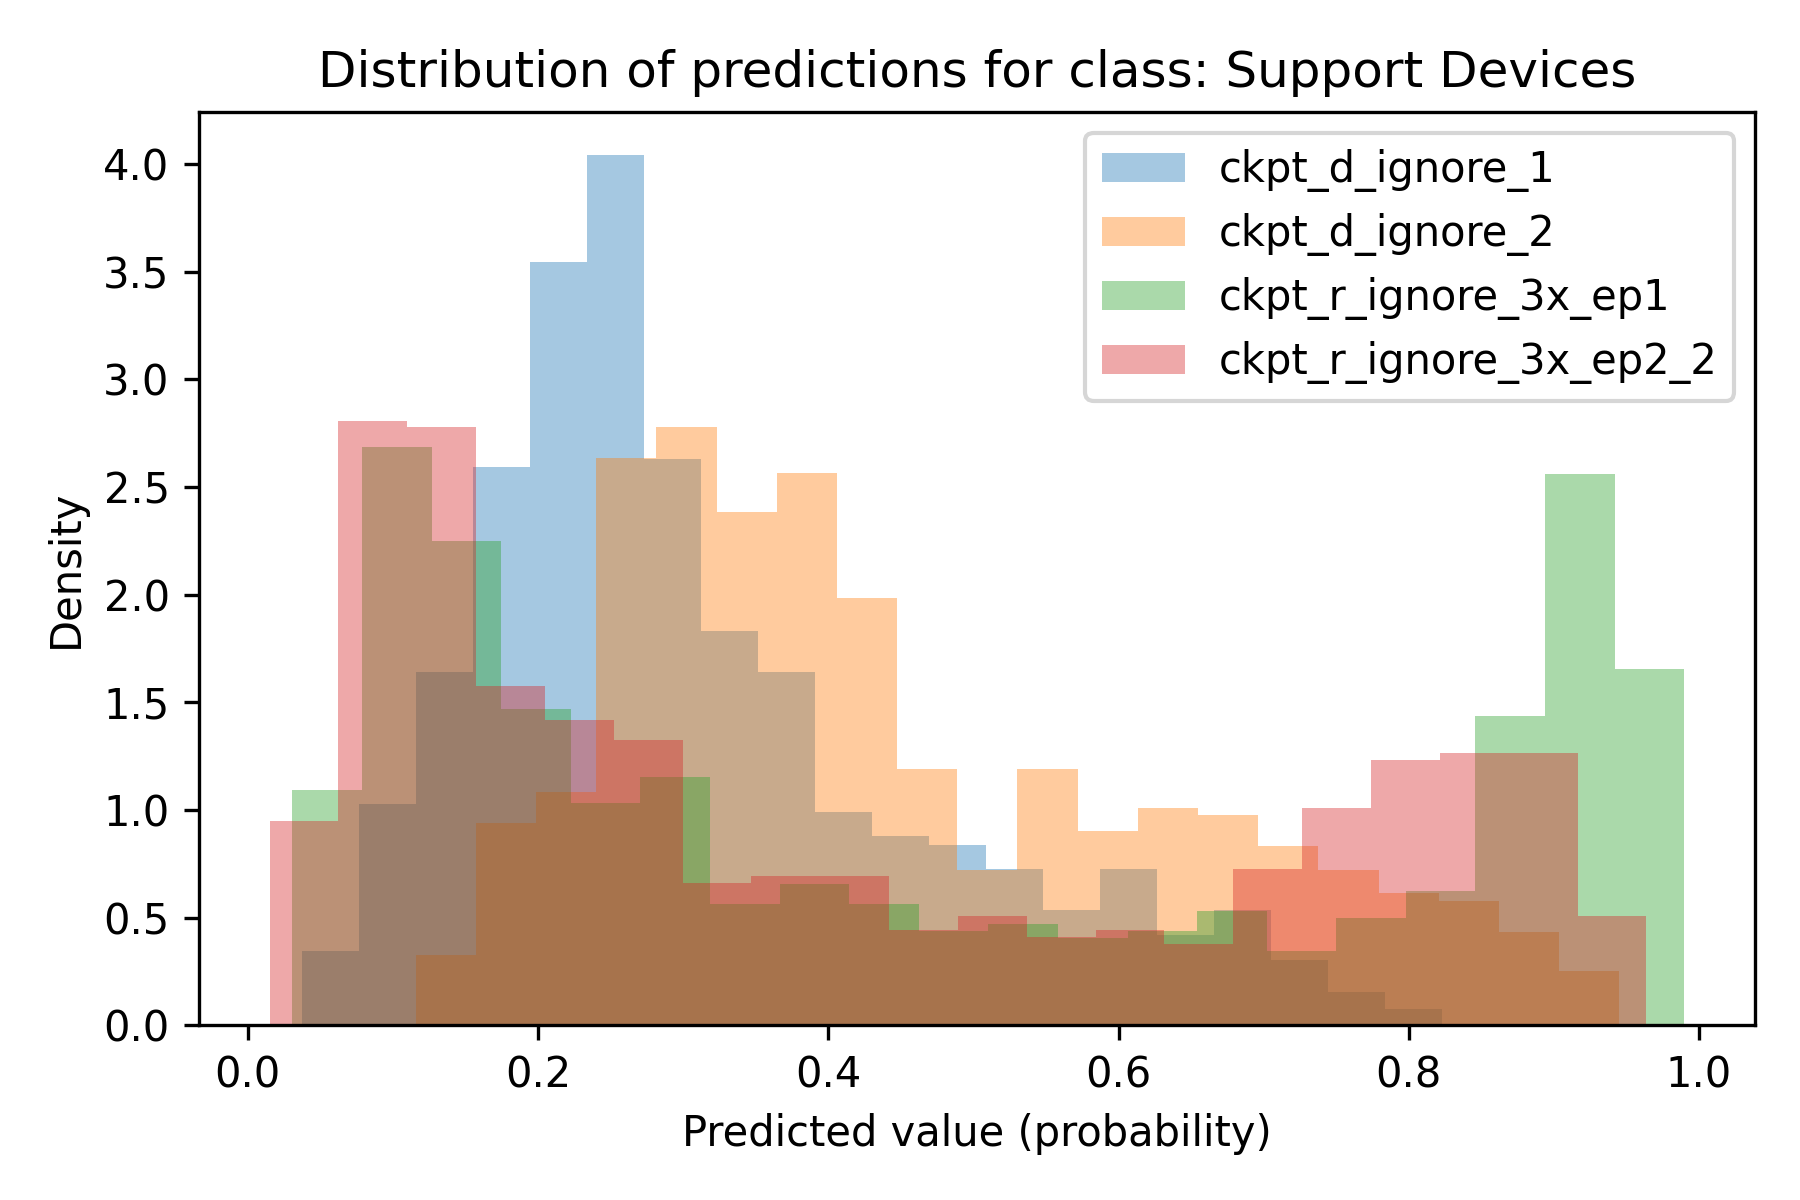 Distribution of predictions for class: Support Devices
ckpt_d_ignore_1
ckpt_d_ignore_2
ckpt_r_ignore_3x_ep1
ckpt_r_ignore_3x_ep2_2
Density
4.0
3.5
3.0
2.5
2.0
1.5
1.0
0.5
0.0
0.0 0.2 0.4 0.6 0.8 1.0
Predicted value (probability)